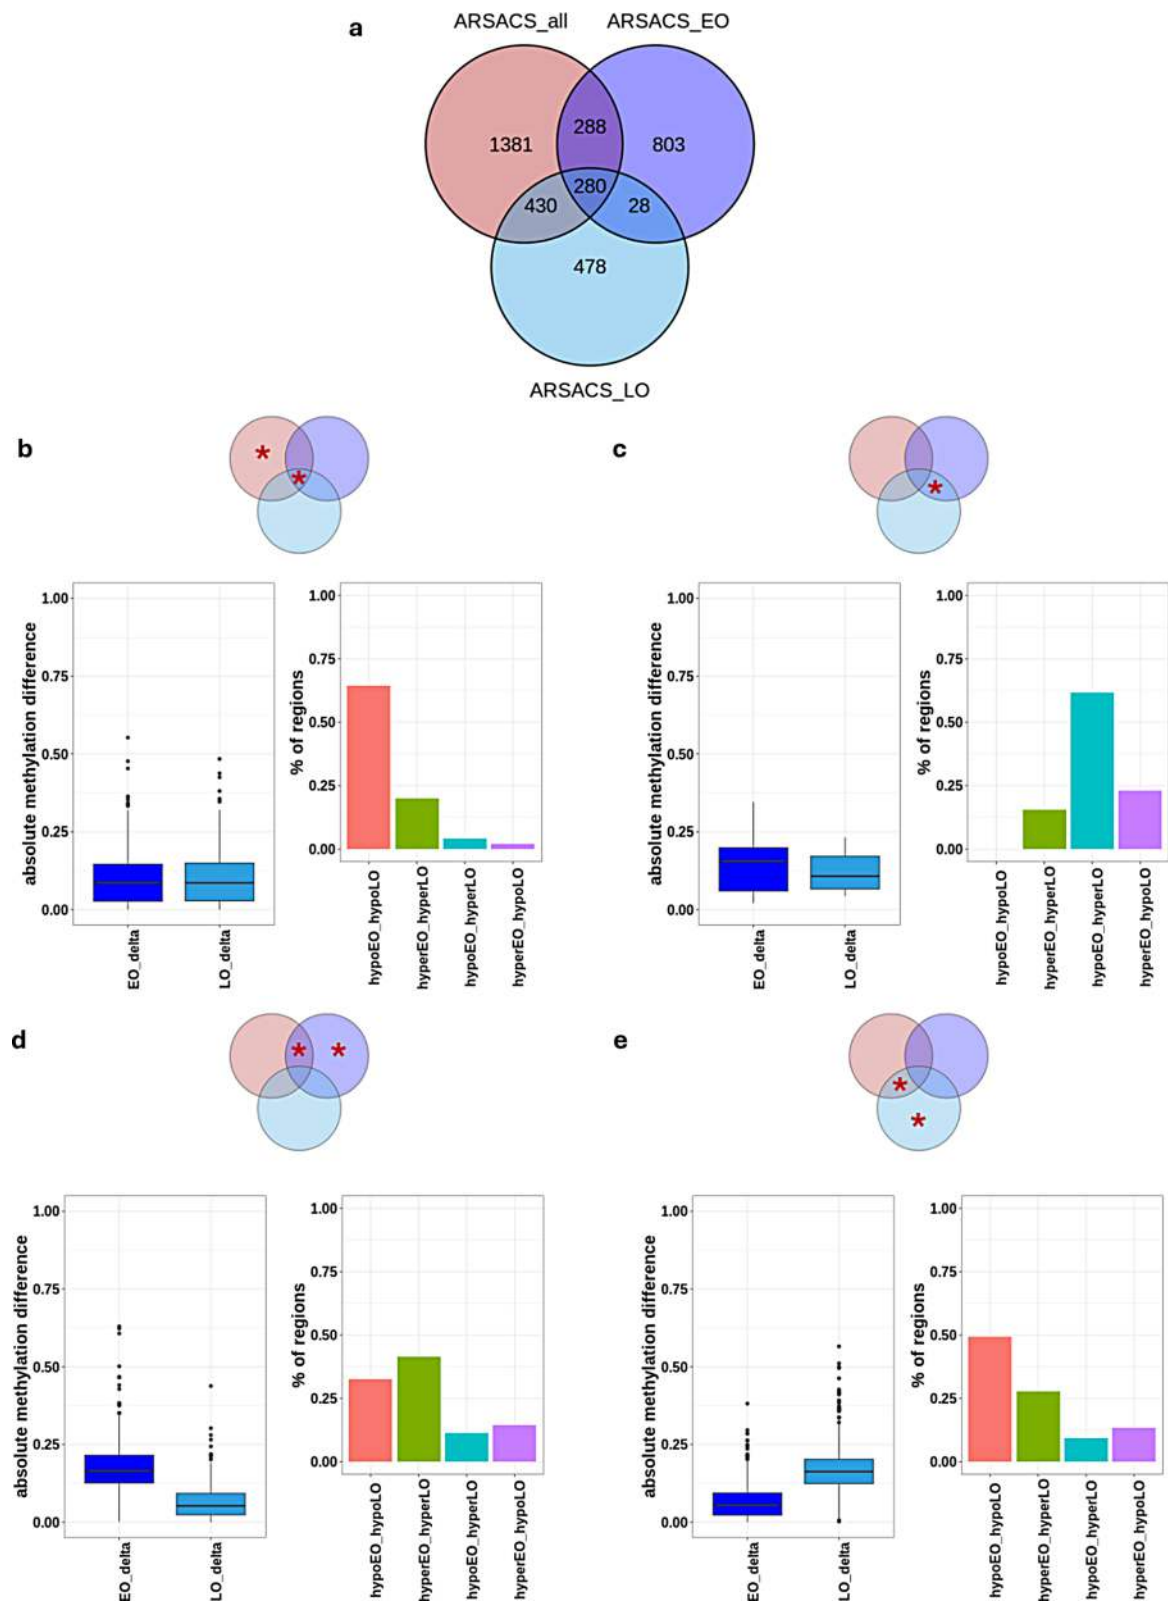 a
ARSACS_all
ARSACS_EO
288
1381
803
280
430
28
478
ARSACS_LO
b
*
*
absolute methylation difference
1.00
0.75
0.50
0.25
0.00
EO_delta
LO_delta
% of regions
1.00
0.75
0.50
0.25
0.00
hypoEO_hypoLO
hyperEO_hyperLO
hypoEO_hyperLO
hyperEO_hypoLO
c
*
absolute methylation difference
1.00
0.75
0.50
0.25
0.00
EO_delta
LO_delta
% of regions
1.00
0.75
0.50
0.25
0.00
hypoEO_hypoLO
hyperEO_hyperLO
hypoEO_hyperLO
hyperEO_hypoLO
d
*
*
absolute methylation difference
1.00
0.75
0.50
0.25
0.00
EO_delta
LO_delta
% of regions
1.00
0.75
0.50
0.25
0.00
hypoEO_hypoLO
hyperEO_hyperLO
hypoEO_hyperLO
hyperEO_hypoLO
e
*
*
absolute methylation difference
1.00
0.75
0.50
0.25
0.00
EO_delta
LO_delta
% of regions
1.00
0.75
0.50
0.25
0.00
hypoEO_hypoLO
hyperEO_hyperLO
hypoEO_hyperLO
hyperEO_hypoLO